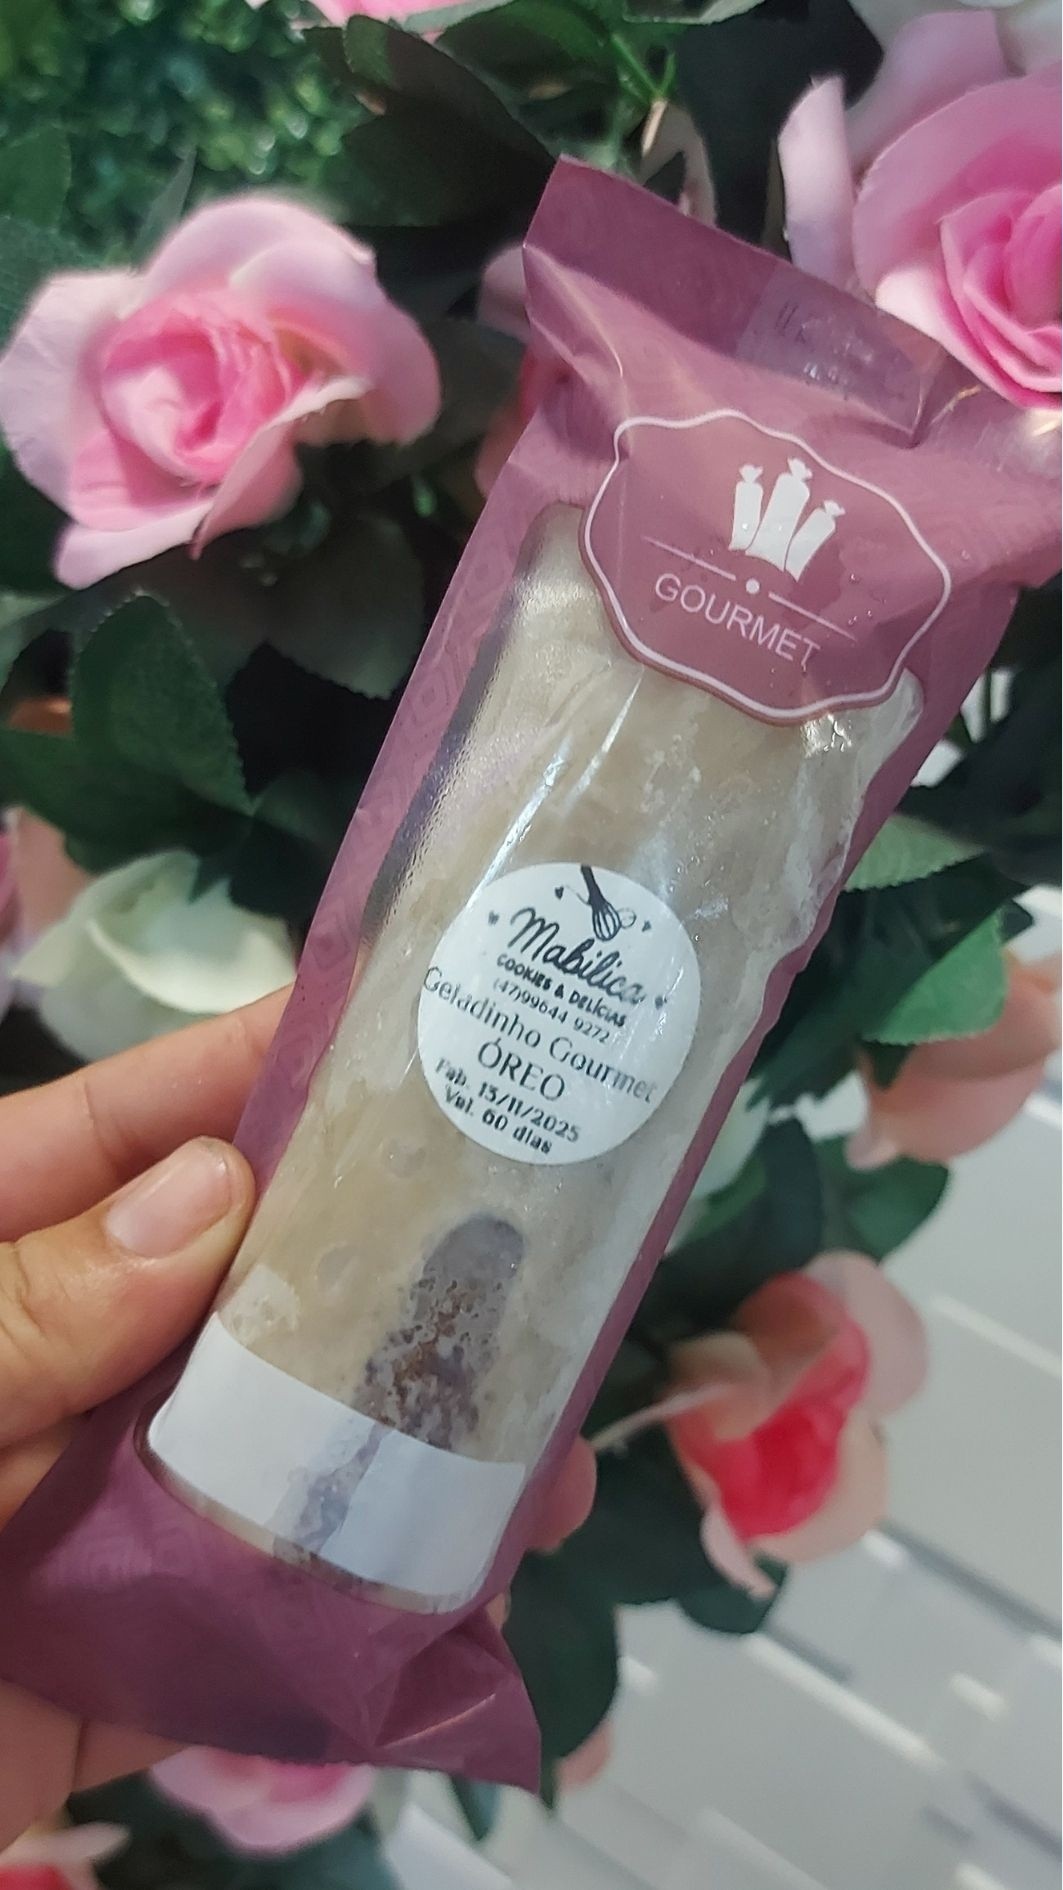 GOURMET
Mabilica
COOKIES & DELÍCIAS
(47)99644 9272
Geladinho Gourmet
ÓREO
Fab. 13/11/2025
Val. 60 dias